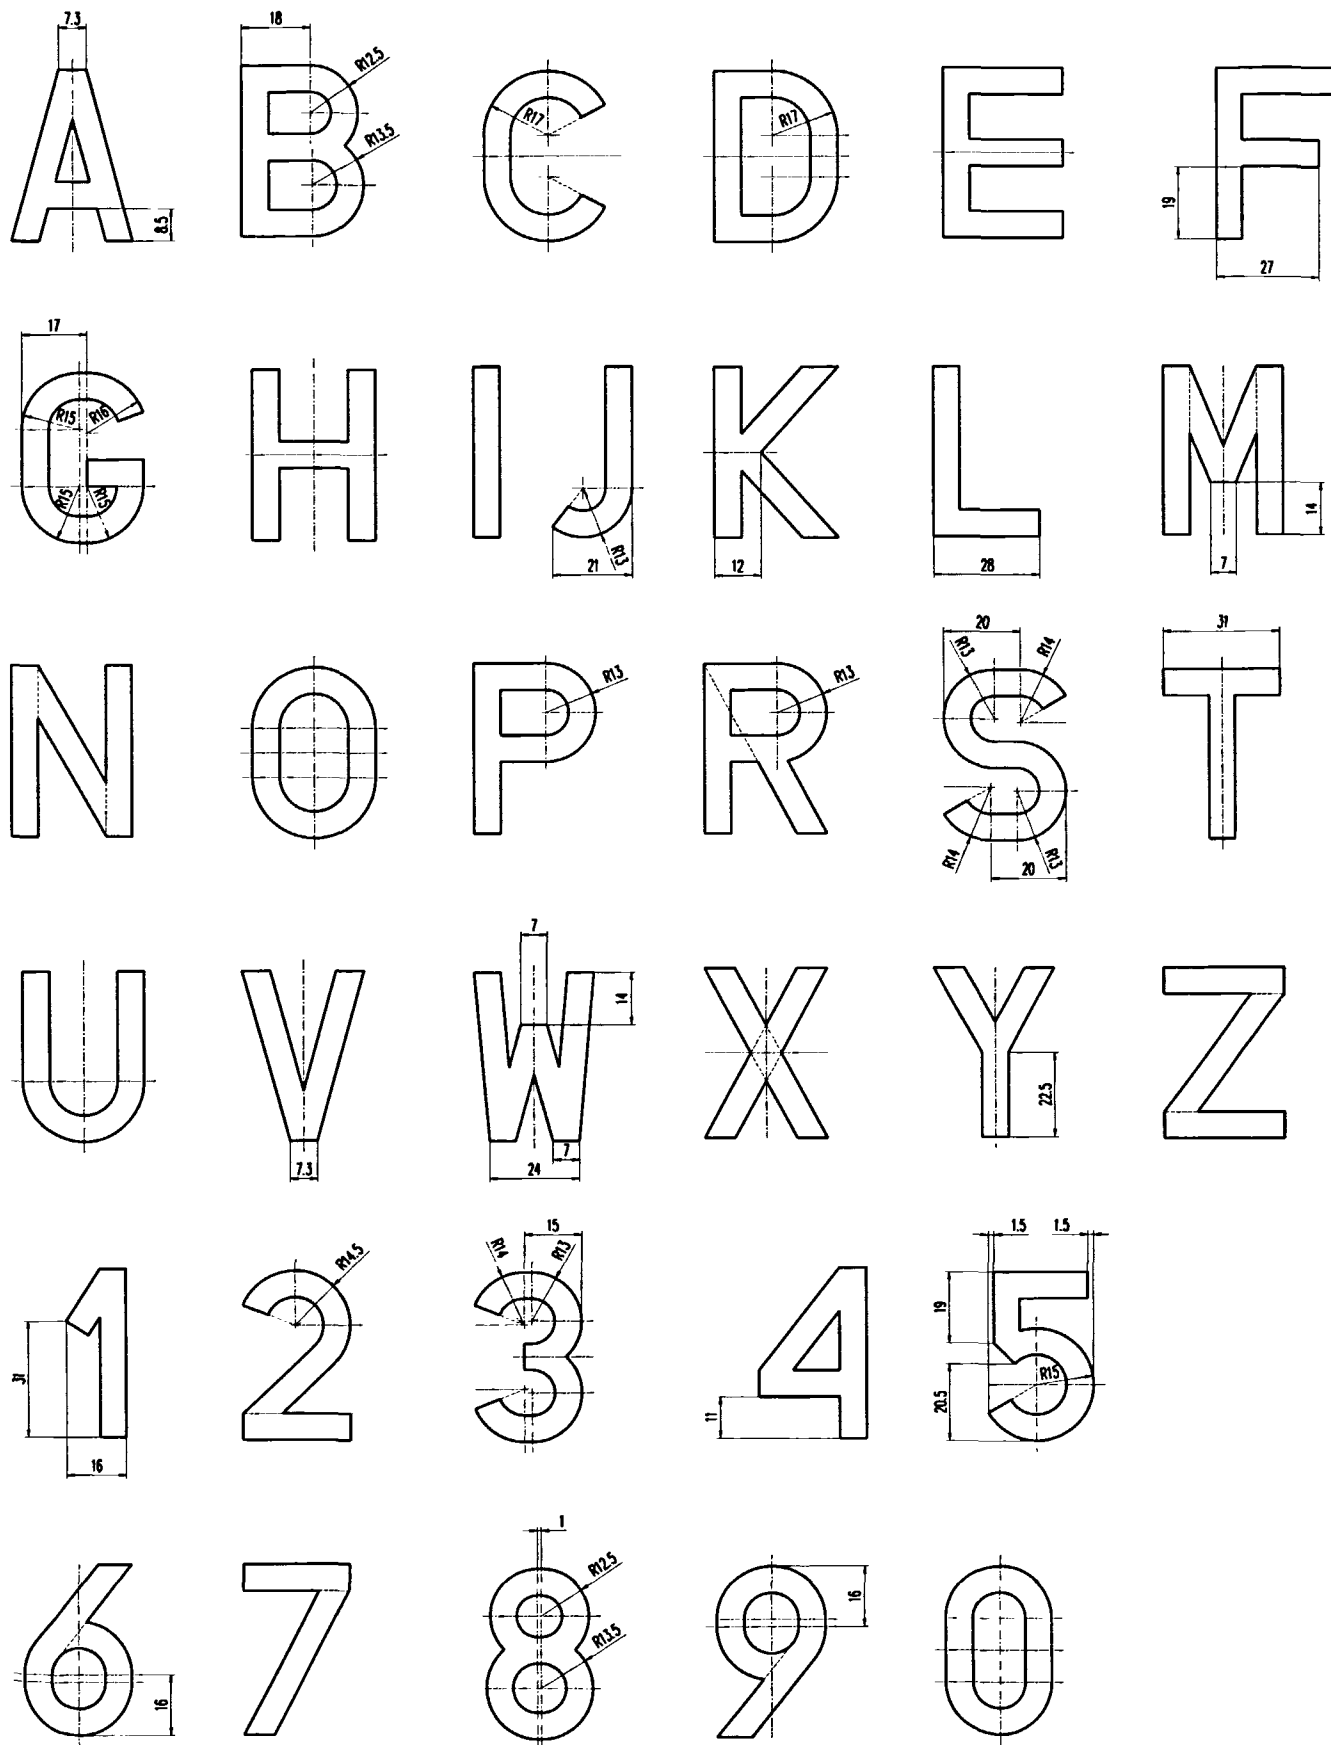 7.3 18
A B C D E F
R12.5 R13.5 R17 R17 8.5 19 27
17
G H I J K L M
R15 R16 R15 R15 21 R13 12 28 7 14
N O P R S T
R13 R13 20 R13 R14 R14 R13 20 31
U V W X Y Z
7.3 7 14 7 24 22.5
1 2 3 4 5
31 16 R14.5 R14 15 R13 11 1.5 1.5 19 20.5 R15
6 7 8 9 0
16 1 R12.5 R13.5 16